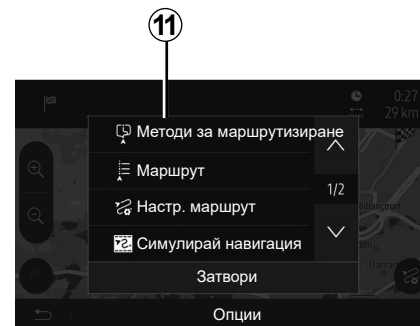 11
0:27
29 km
Методи за маршрутизиране
Маршрут
1/2
Настр. маршрут
Симулирай навигация
Затвори
Опции